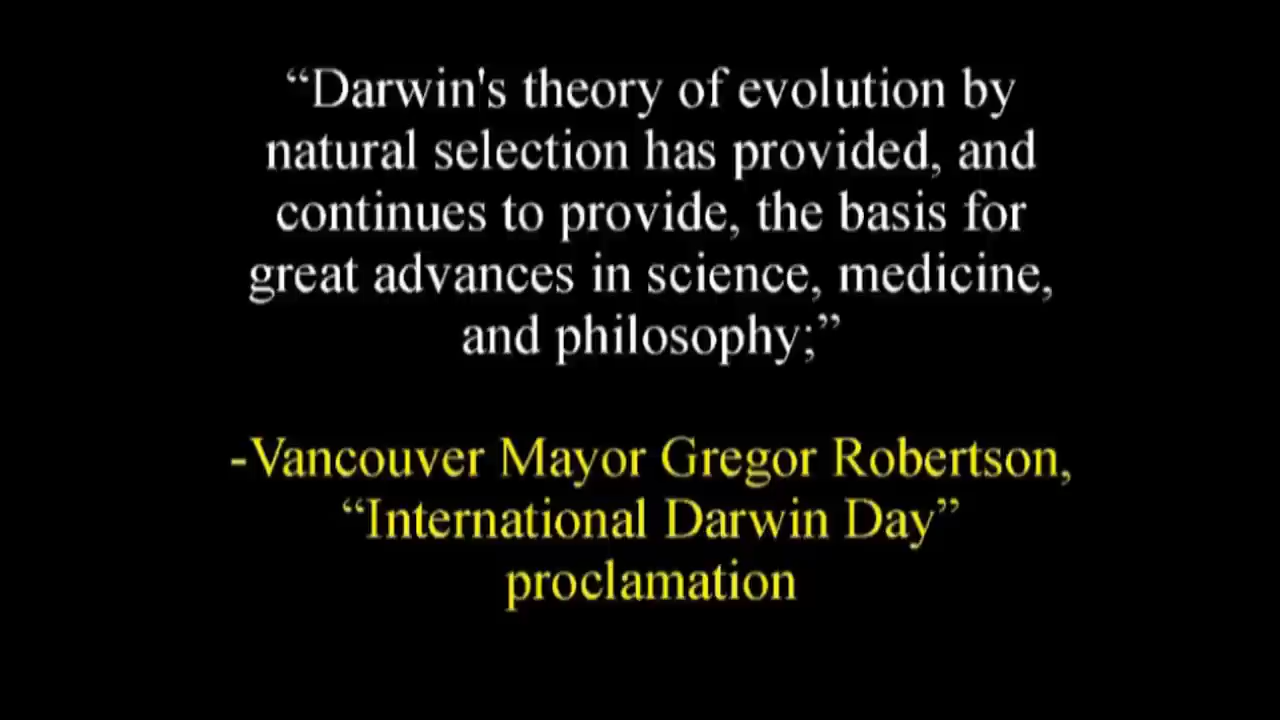 “Darwin's theory of evolution by
natural selection has provided, and
continues to provide, the basis for
great advances in science, medicine,
and philosophy;”
-Vancouver Mayor Gregor Robertson,
“International Darwin Day”
proclamation